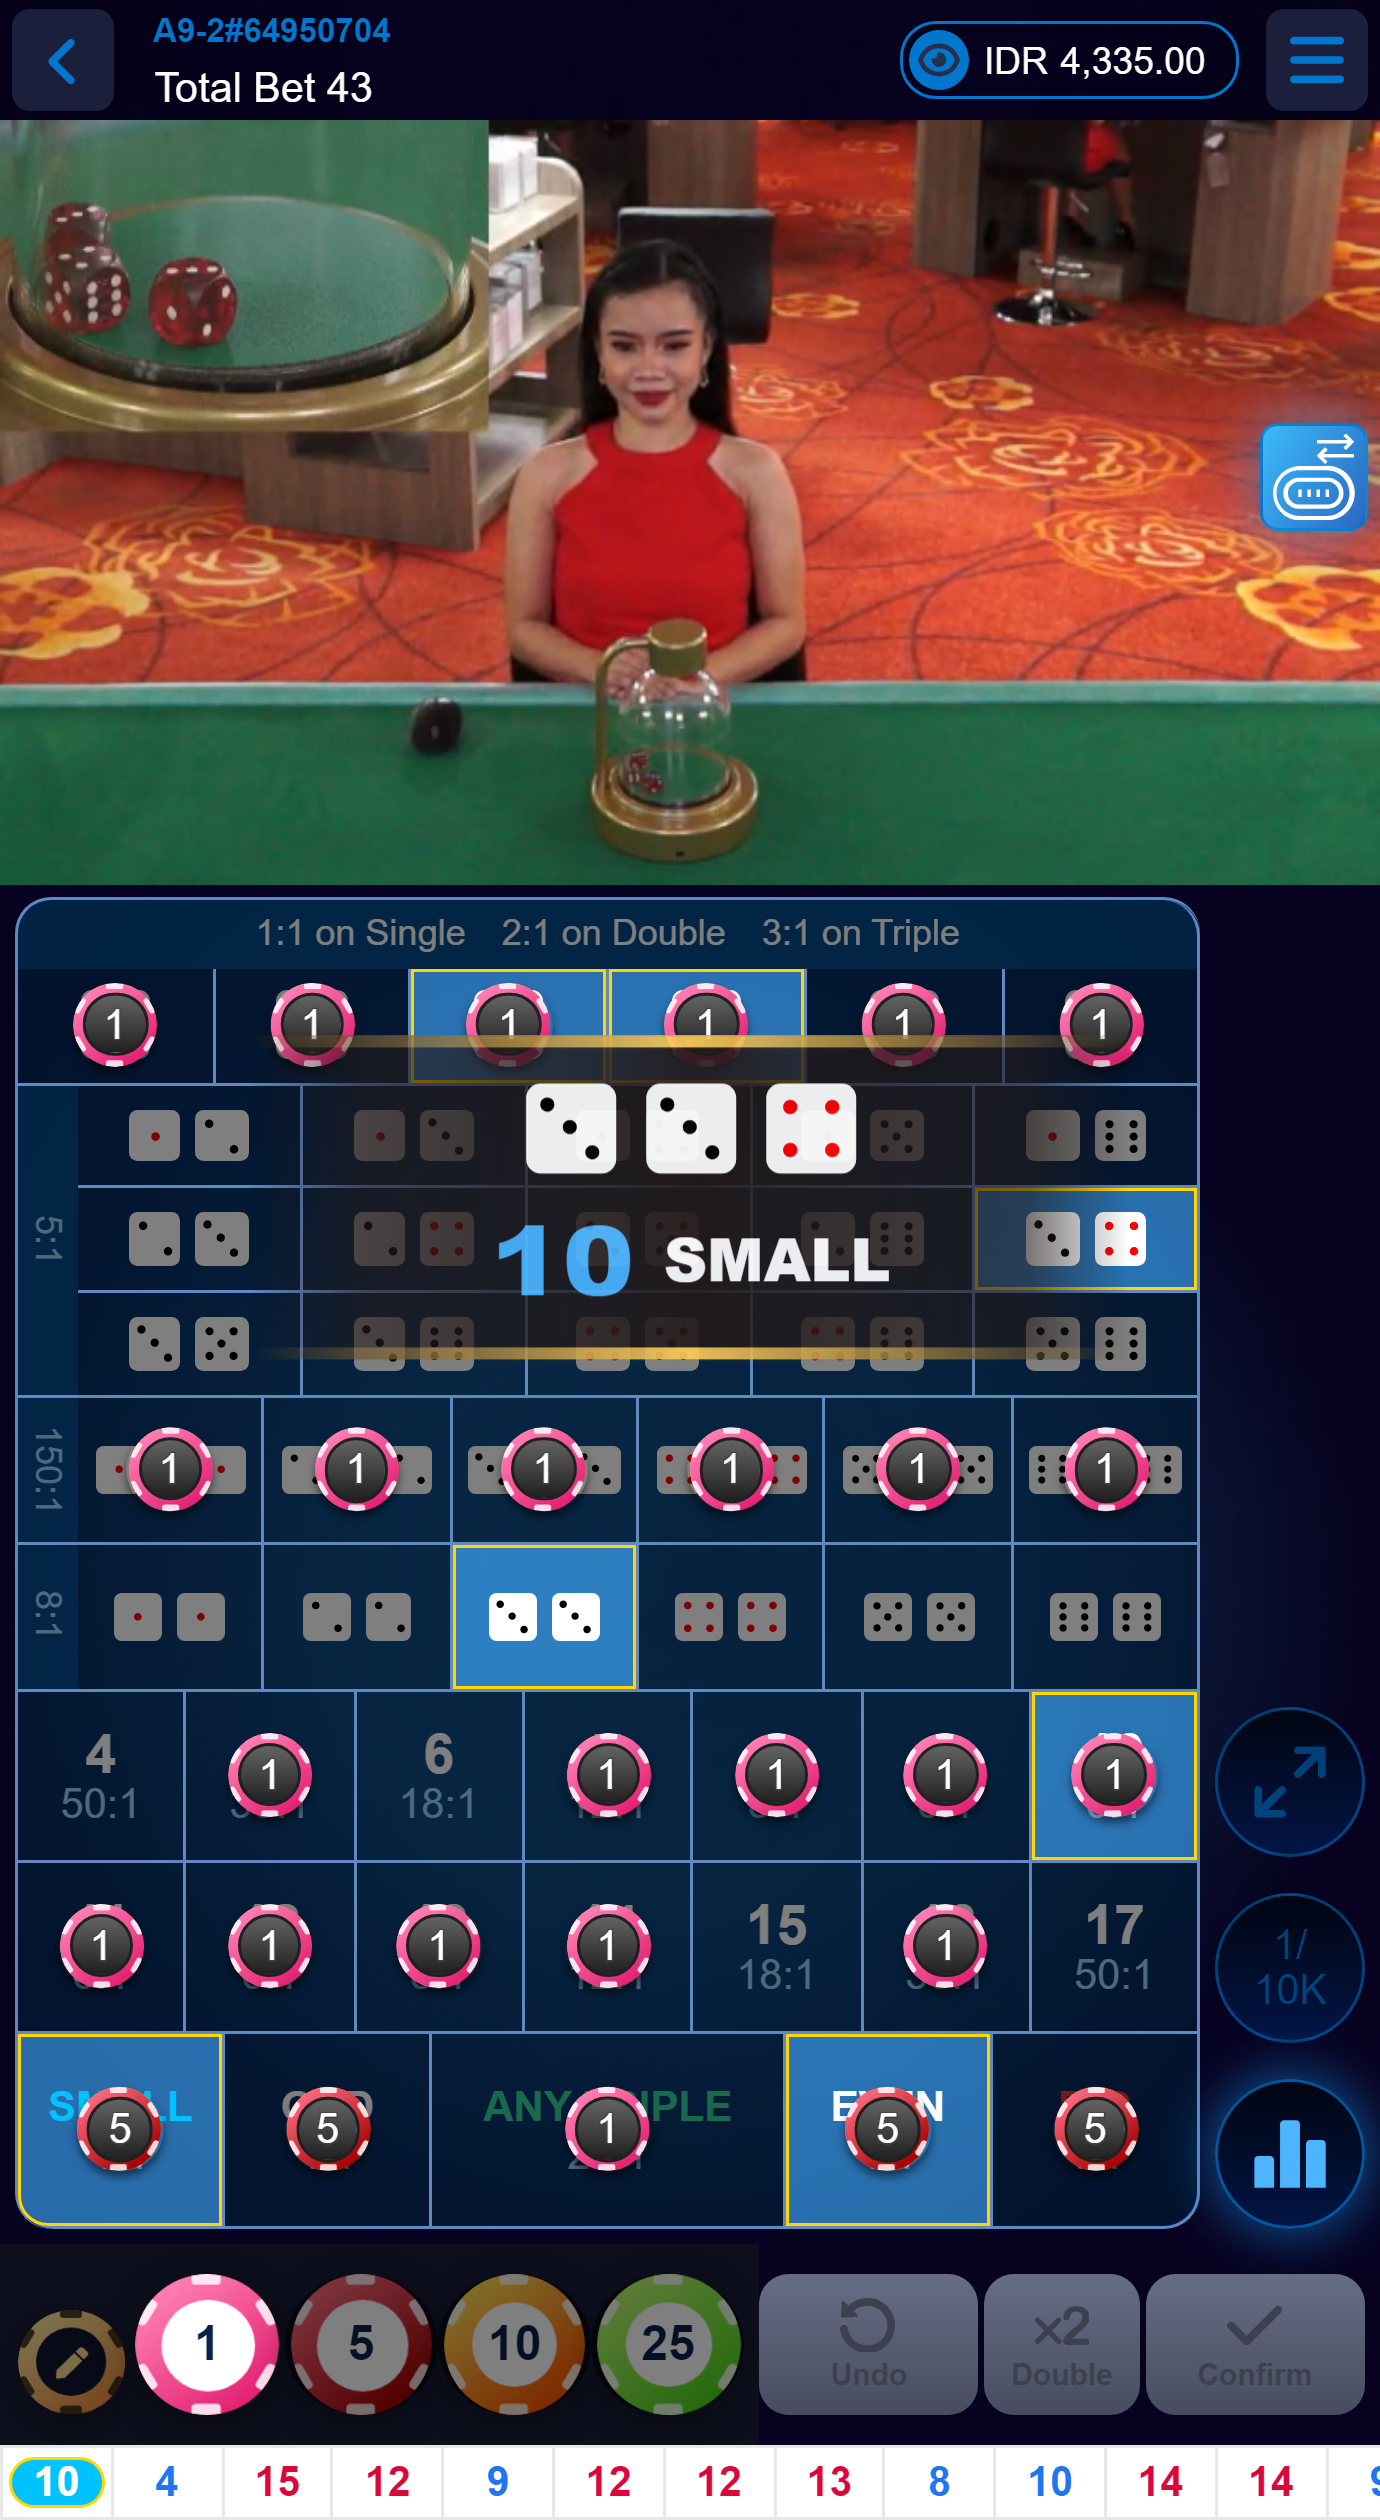 A9-2#64950704
Total Bet 43
IDR 4,335.00
1:1 on Single 2:1 on Double 3:1 on Triple
1 1 1 1 1 1
5:1
10 SMALL
150:1
1 1 1 1 1 1
8:1
4 1 6 1 1 1 1
50:1 18:1
1 1 1 1 15 1 17
18:1 50:1
5 5 1 5 5
1/
10K
1 5 10 25
x2
Undo Double Confirm
10 4 15 12 9 12 12 13 8 10 14 14